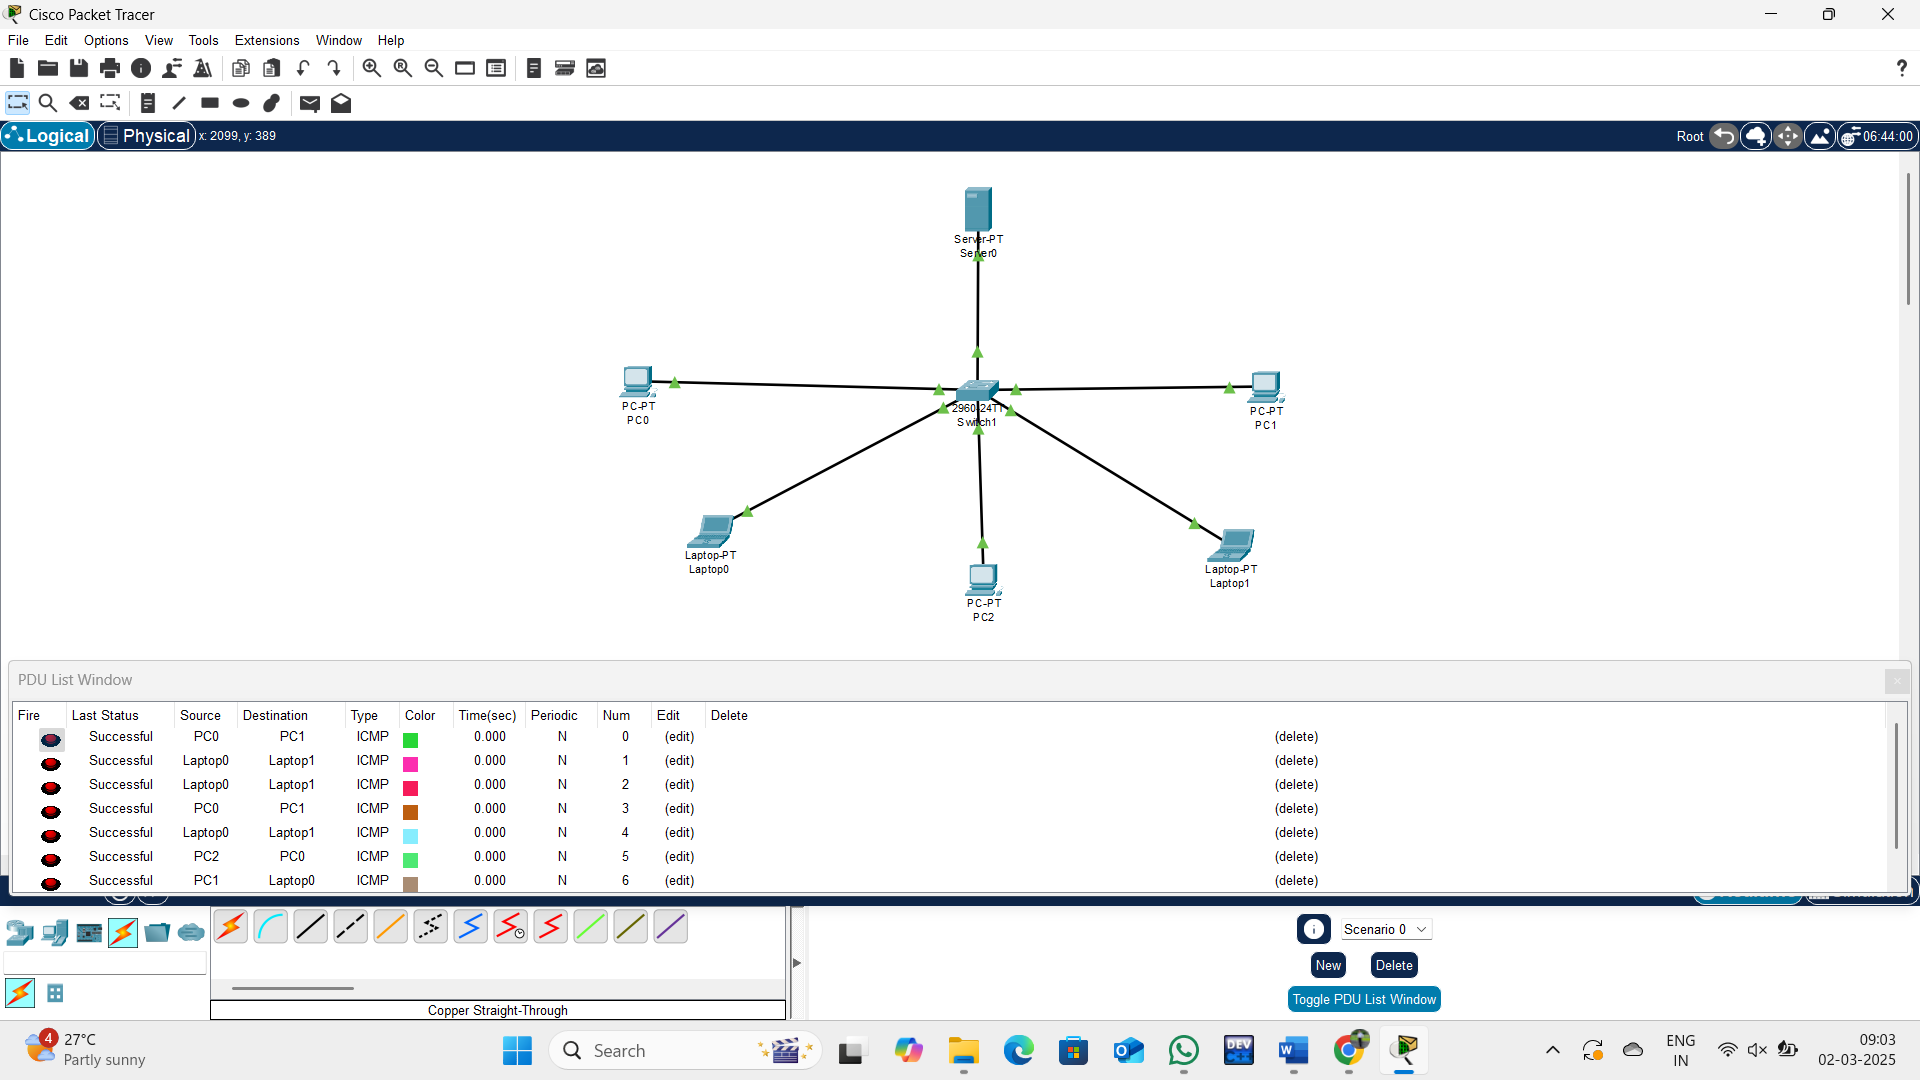 Cisco Packet Tracer
File Edit Options View Tools Extensions Window Help
?
Logical Physical x: 2099, y: 389 Root 06:44:00
Server-PT
Server0
PC-PT
PC0
2960-24TT
Switch1
PC-PT
PC1
Laptop-PT
Laptop0
PC-PT
PC2
Laptop-PT
Laptop1
PDU List Window
Fire Last Status Source Destination Type Color Time(sec) Periodic Num Edit Delete
Successful PC0 PC1 ICMP 0.000 N 0 (edit) (delete)
Successful Laptop0 Laptop1 ICMP 0.000 N 1 (edit) (delete)
Successful Laptop0 Laptop1 ICMP 0.000 N 2 (edit) (delete)
Successful PC0 PC1 ICMP 0.000 N 3 (edit) (delete)
Successful Laptop0 Laptop1 ICMP 0.000 N 4 (edit) (delete)
Successful PC2 PC0 ICMP 0.000 N 5 (edit) (delete)
Successful PC1 Laptop0 ICMP 0.000 N 6 (edit) (delete)
Scenario 0
New Delete
Toggle PDU List Window
Copper Straight-Through
4 27°C
Partly sunny
Search
DEV
ENG
IN
09:03
02-03-2025